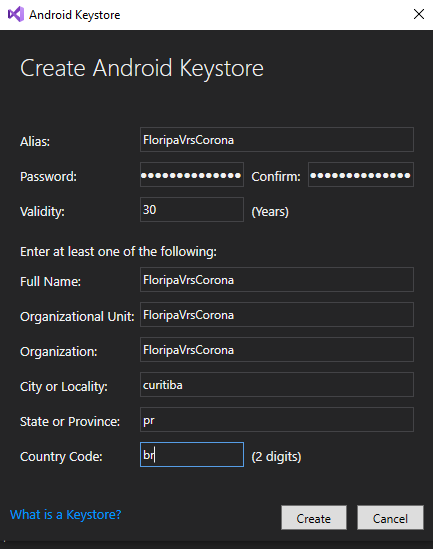 Android Keystore
Create Android Keystore
Alias: FloripaVrsCorona
Password: ●●●●●●●●●●●●●● Confirm: ●●●●●●●●●●●●●●
Validity: 30 (Years)
Enter at least one of the following:
Full Name: FloripaVrsCorona
Organizational Unit: FloripaVrsCorona
Organization: FloripaVrsCorona
City or Locality: curitiba
State or Province: pr
Country Code: br (2 digits)
What is a Keystore? Create Cancel